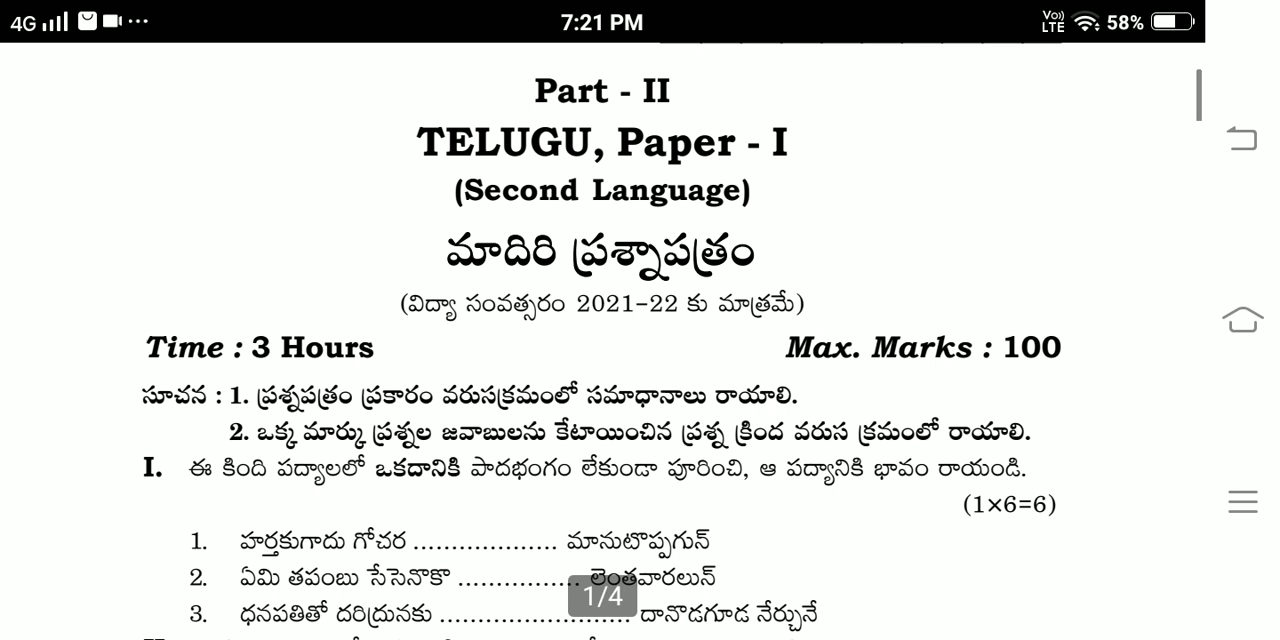 4G 7:21 PM Vo)) LTE 58%
Part - II
TELUGU, Paper - I
(Second Language)
మాదిరి ప్రశ్నాపత్రం
(విద్యా సంవత్సరం 2021-22 కు మాత్రమే)
Time : 3 Hours Max. Marks : 100
సూచన : 1. ప్రశ్నపత్రం ప్రకారం వరుసక్రమంలో సమాధానాలు రాయాలి.
2. ఒక్క మార్కు ప్రశ్నల జవాబులను కేటాయించిన ప్రశ్న క్రింద వరుస క్రమంలో రాయాలి.
I. ఈ కింది పద్యాలలో ఒకదానికి పాదభంగం లేకుండా పూరించి, ఆ పద్యానికి భావం రాయండి.
(1×6=6)
1. హర్తకుగాదు గోచర ................... మానుటొప్పగున్
2. ఏమి తపంబు సేసెనొకొ ................ లెంతవారలున్
3. ధనపతితో దరిద్రునకు ......................... దానొడగూడ నేర్చునే
1/4